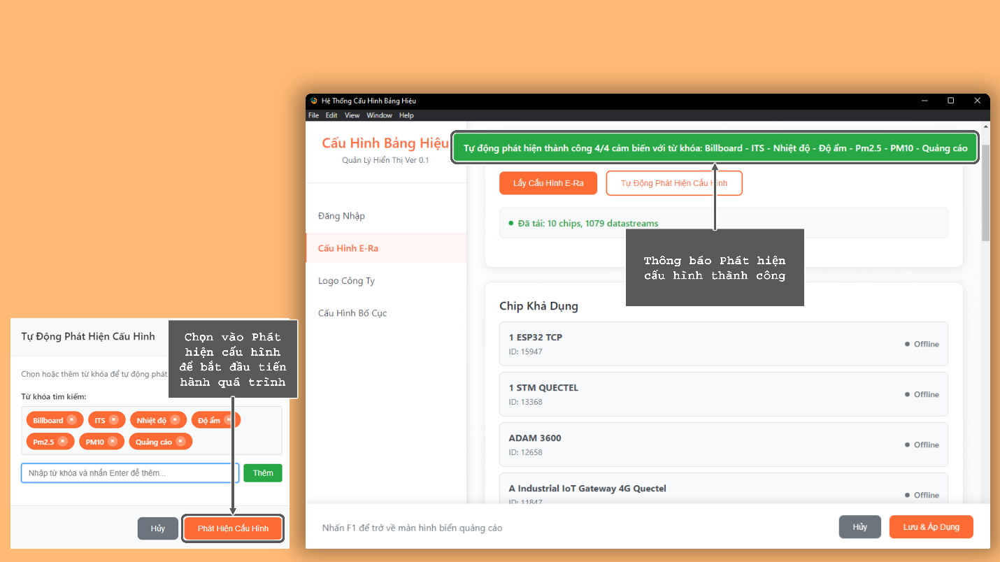 Hệ Thống Cấu Hình Bảng Hiệu
File Edit View Window Help
Cấu Hình Bảng Hiệu
Quản Lý Hiển Thị Ver 0.1
Đăng Nhập
Cấu Hình E-Ra
Logo Công Ty
Cấu Hình Bố Cục
Tự động phát hiện thành công 4/4 cảm biến với từ khóa: Billboard - ITS - Nhiệt độ - Độ ẩm - Pm2.5 - PM10 - Quảng cáo
Lấy Cấu Hình E-Ra
Tự Động Phát Hiện Cấu Hình
Đã tải: 10 chips, 1079 datastreams
Thông báo Phát hiện
cấu hình thành công
Chip Khả Dụng
1 ESP32 TCP
ID: 15947
Offline
1 STM QUECTEL
ID: 13368
Offline
ADAM 3600
ID: 12658
Offline
A Industrial IoT Gateway 4G Quectel
ID: 11847
Offline
Nhấn F1 để trở về màn hình biển quảng cáo
Hủy
Lưu & Áp Dụng
Tự Động Phát Hiện Cấu Hình
Chọn vào Phát
hiện cấu hình
để bắt đầu tiến
hành quá trình
Chọn hoặc thêm từ khóa để tự động phát
Từ khóa tìm kiếm:
Billboard × ITS × Nhiệt độ × Độ ẩm ×
Pm2.5 × PM10 × Quảng cáo ×
Nhập từ khóa và nhấn Enter để thêm...
Thêm
Hủy
Phát Hiện Cấu Hình